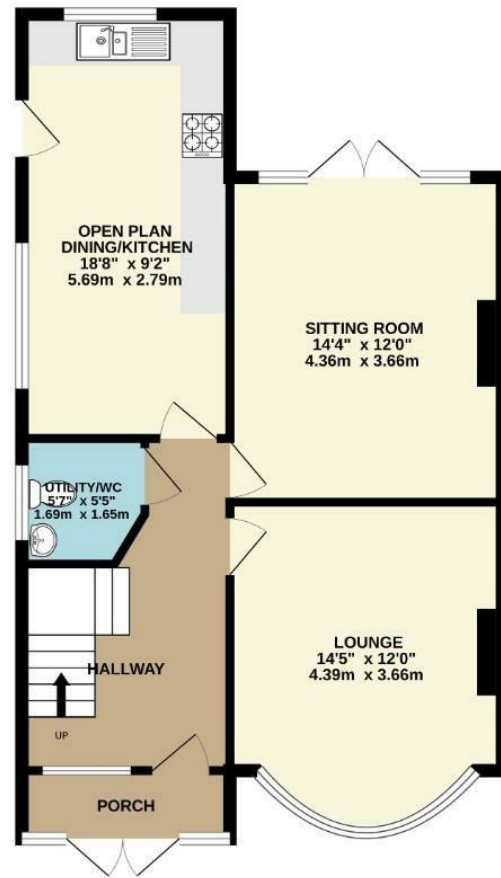 OPEN PLAN
DINING/KITCHEN
18'8" x 9'2"
5.69m x 2.79m
SITTING ROOM
14'4" x 12'0"
4.36m x 3.66m
UTILITY/WC
5'7" x 5'5"
1.69m x 1.65m
LOUNGE
14'5" x 12'0"
4.39m x 3.66m
HALLWAY
UP
PORCH